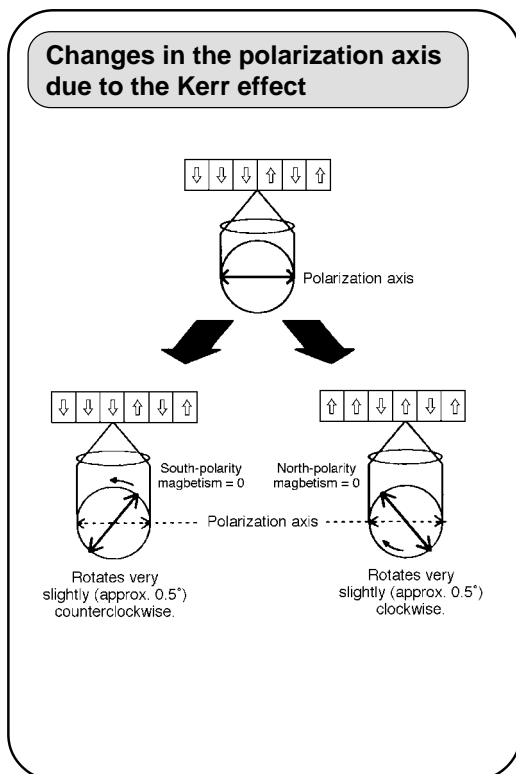 Changes in the polarization axis
due to the Kerr effect
Polarization axis
South-polarity
magbetism = 0
North-polarity
magnetism = 0
Polarization axis
Rotates very
slightly (approx. 0.5˚)
counterclockwise.
Rotates very
slightly (approx. 0.5˚)
clockwise.